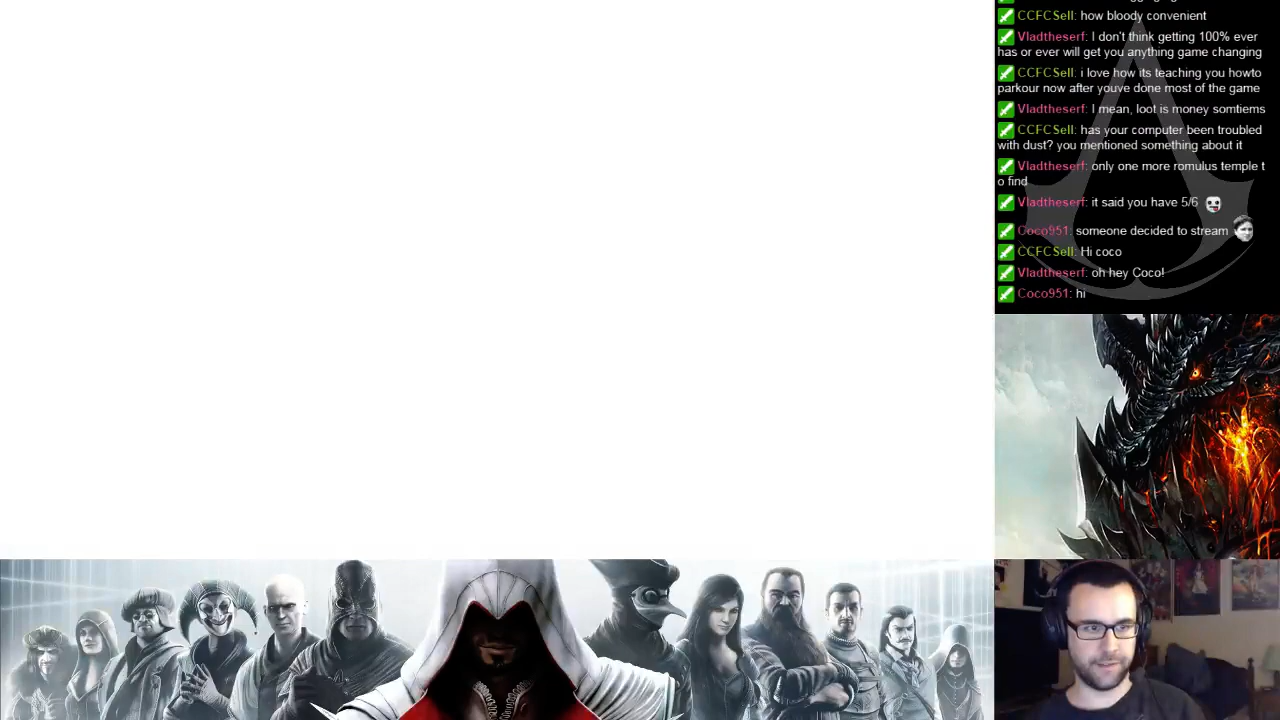 CCFCSell: how bloody convenient
Vladtheserf: I don't think getting 100% ever
has or ever will get you anything game changing
CCFCSell: i love how its teaching you howto
parkour now after youve done most of the game
Vladtheserf: I mean, loot is money somtiems
CCFCSell: has your computer been troubled
with dust? you mentioned something about it
Vladtheserf: only one more romulus temple t
o find
Vladtheserf: it said you have 5/6
Coco951: someone decided to stream
CCFCSell: Hi coco
Vladtheserf: oh hey Coco!
Coco951: hi